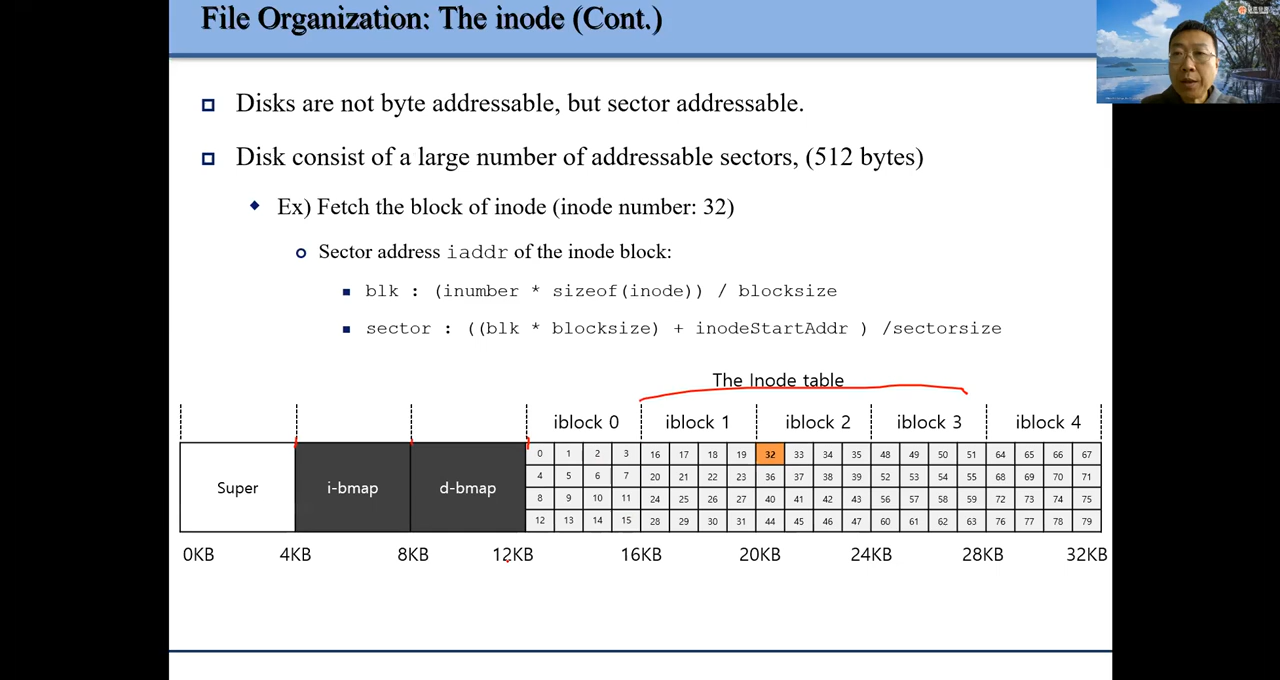 File Organization: The inode (Cont.)
Disks are not byte addressable, but sector addressable.
Disk consist of a large number of addressable sectors, (512 bytes)
Ex) Fetch the block of inode (inode number: 32)
Sector address iaddr of the inode block:
blk : (inumber * sizeof(inode)) / blocksize
sector : ((blk * blocksize) + inodeStartAddr ) /sectorsize
The Inode table
iblock 0 iblock 1 iblock 2 iblock 3 iblock 4
0 1 2 3 16 17 18 19 32 33 34 35 48 49 50 51 64 65 66 67
4 5 6 7 20 21 22 23 36 37 38 39 52 53 54 55 68 69 70 71
Super i-bmap d-bmap
8 9 10 11 24 25 26 27 40 41 42 43 56 57 58 59 72 73 74 75
12 13 14 15 28 29 30 31 44 45 46 47 60 61 62 63 76 77 78 79
0KB 4KB 8KB 12KB 16KB 20KB 24KB 28KB 32KB